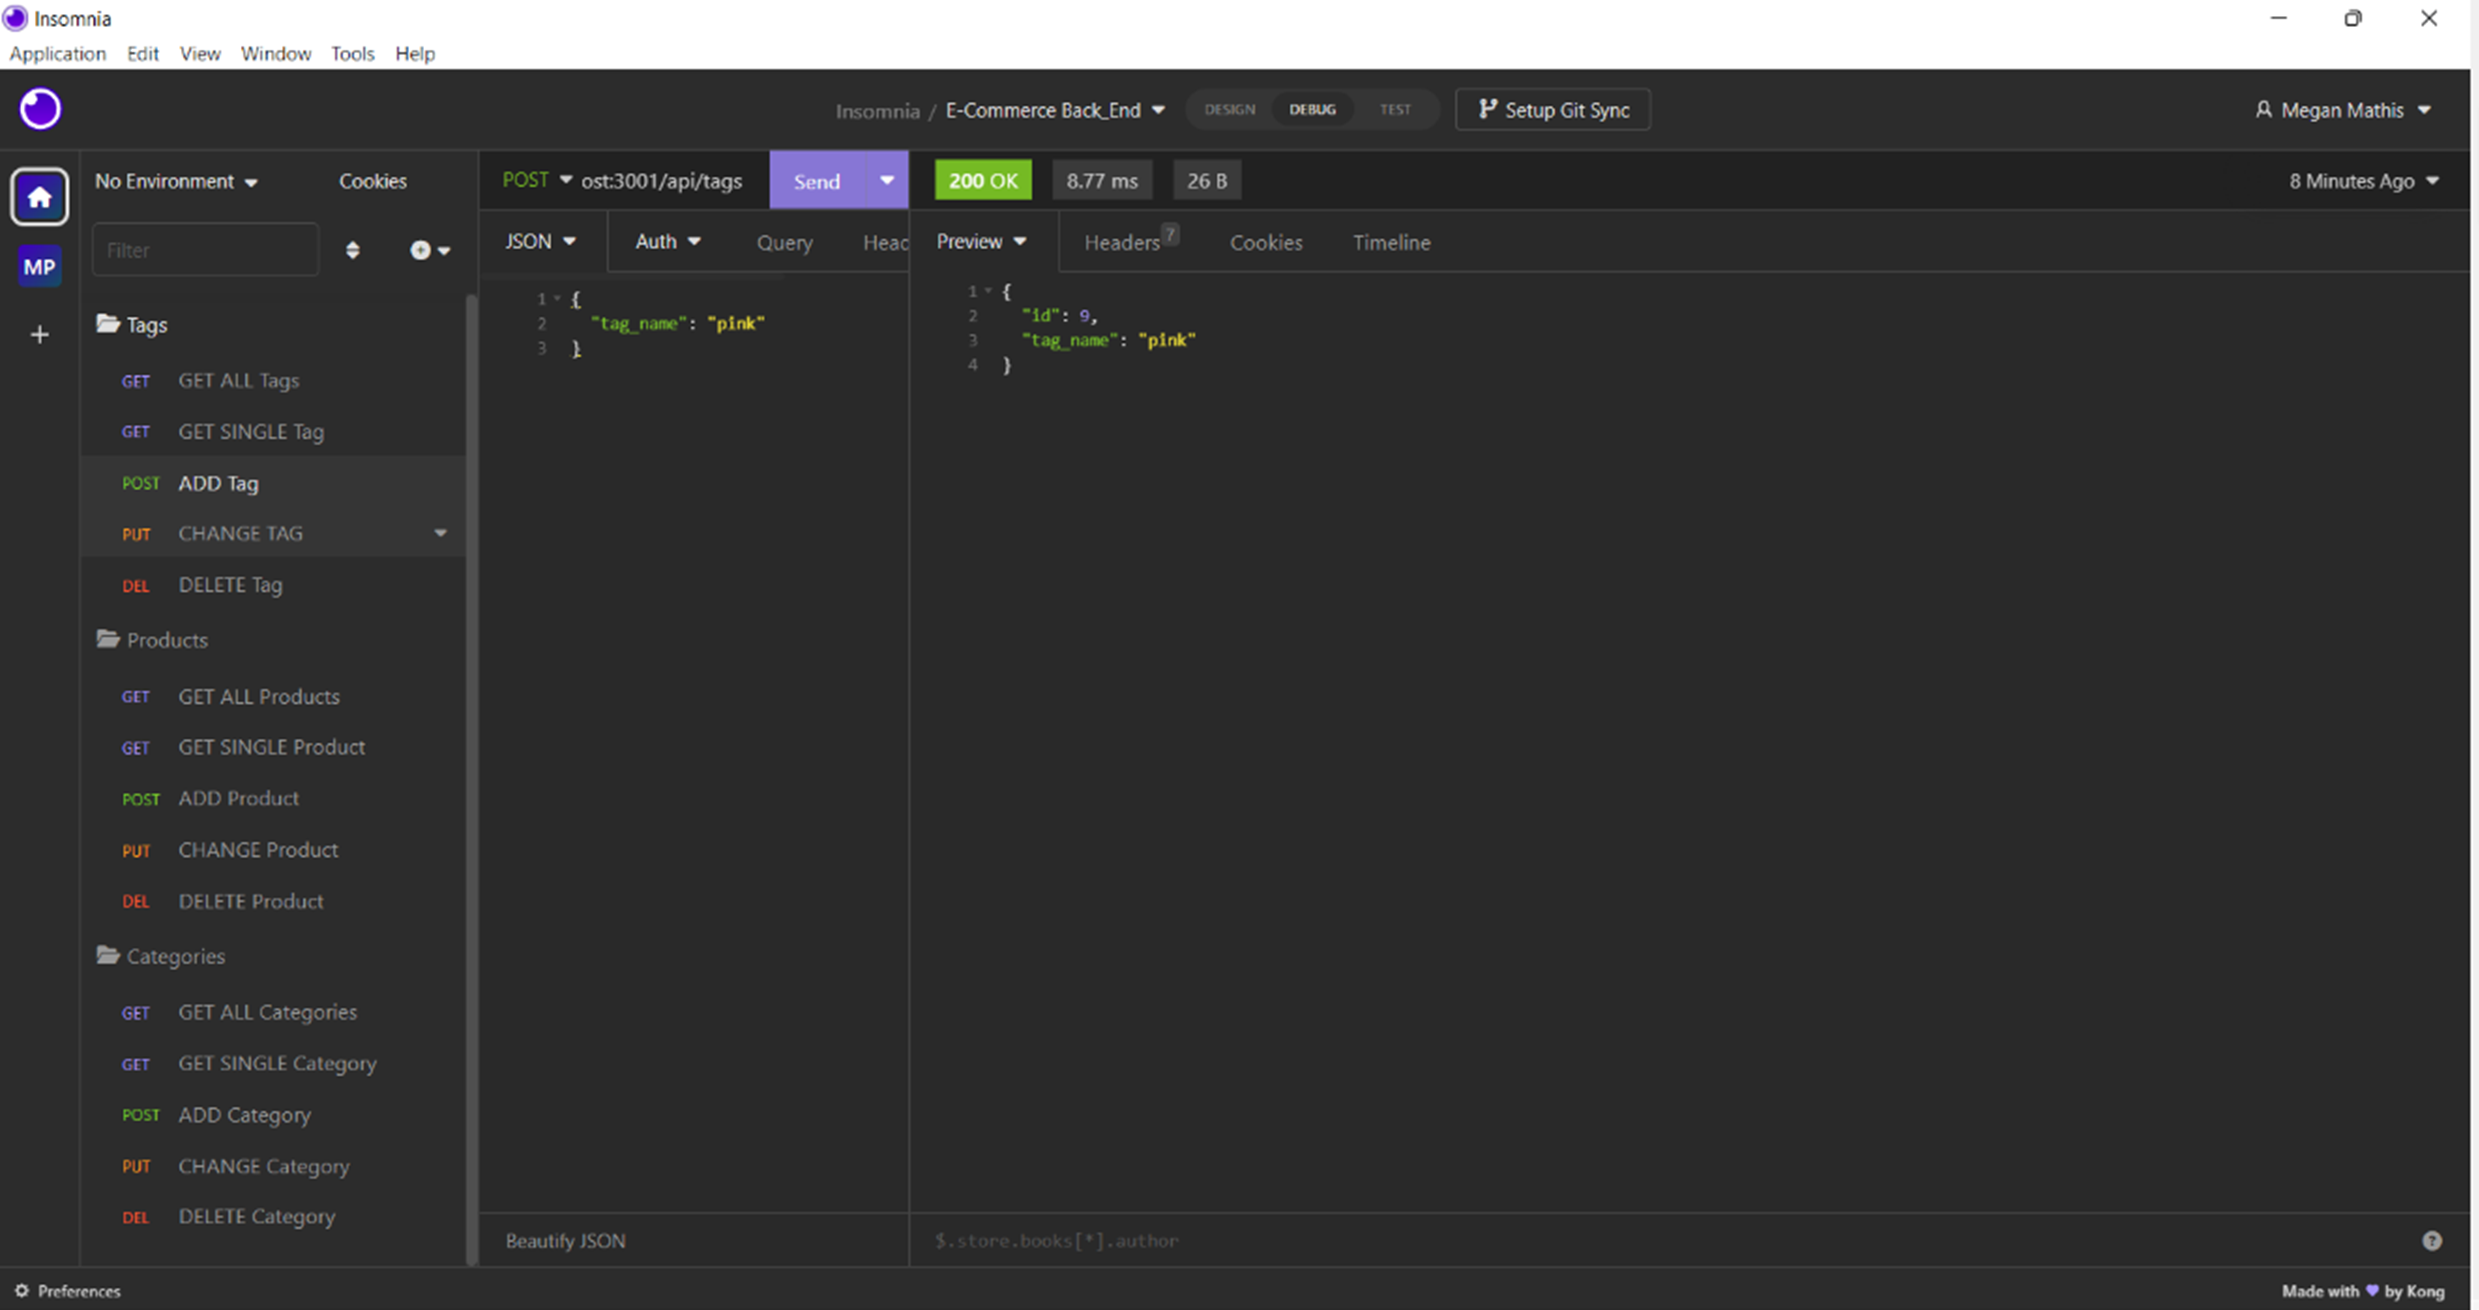 Insomnia
Application Edit View Window Tools Help
Insomnia / E-Commerce Back_End DESIGN DEBUG TEST Setup Git Sync Megan Mathis
No Environment Cookies
Filter
MP
Tags
GET GET ALL Tags
GET GET SINGLE Tag
POST ADD Tag
PUT CHANGE TAG
DEL DELETE Tag
Products
GET GET ALL Products
GET GET SINGLE Product
POST ADD Product
PUT CHANGE Product
DEL DELETE Product
Categories
GET GET ALL Categories
GET GET SINGLE Category
POST ADD Category
PUT CHANGE Category
DEL DELETE Category
POST ost:3001/api/tags Send
JSON Auth Query Head
1 {
2 "tag_name": "pink"
3 }
Beautify JSON
200 OK 8.77 ms 26 B 8 Minutes Ago
Preview Headers 7 Cookies Timeline
1 {
2 "id": 9,
3 "tag_name": "pink"
4 }
$.store.books[*].author
Preferences
Made with 💜 by Kong